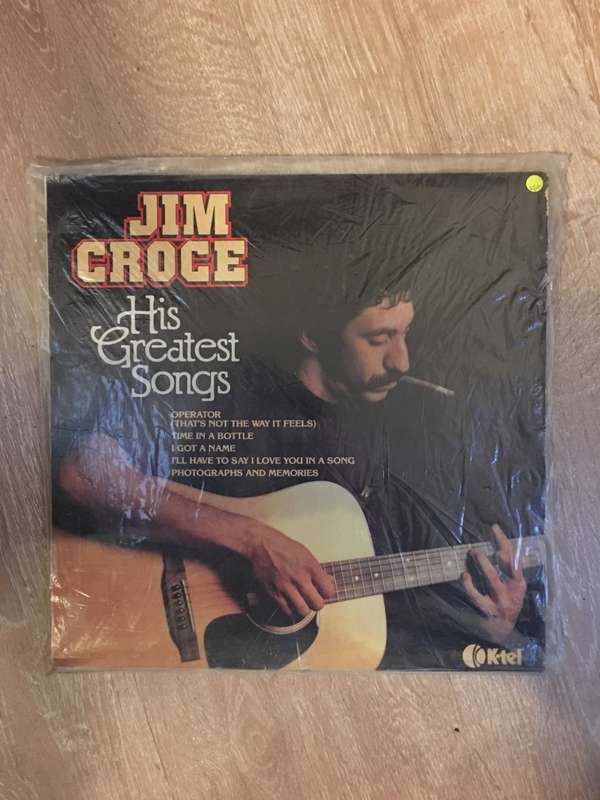 JIM
CROCE
His
Greatest
Songs
OPERATOR
(THAT'S NOT THE WAY IT FEELS)
TIME IN A BOTTLE
I GOT A NAME
I'LL HAVE TO SAY I LOVE YOU IN A SONG
PHOTOGRAPHS AND MEMORIES
K-tel